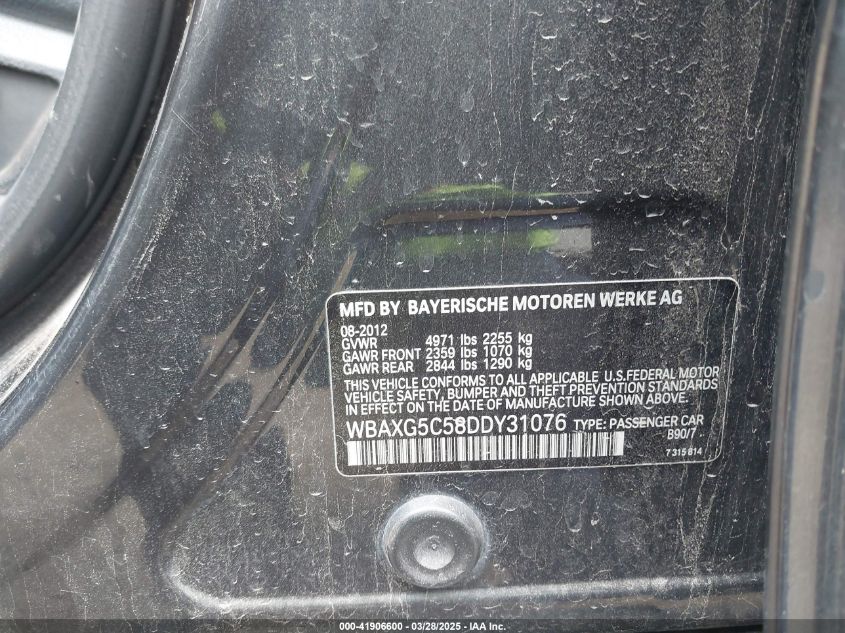 MFD BY BAYERISCHE MOTOREN WERKE AG
08-2012
GVWR 4971 lbs 2255 kg
GAWR FRONT 2359 lbs 1070 kg
GAWR REAR 2844 lbs 1290 kg
THIS VEHICLE CONFORMS TO ALL APPLICABLE U.S.FEDERAL MOTOR
VEHICLE SAFETY, BUMPER AND THEFT PREVENTION STANDARDS
IN EFFECT ON THE DATE OF MANUFACTURE SHOWN ABOVE.
WBAXG5C58DDY31076 TYPE: PASSENGER CAR
B90/7
7 315 814
000-41906600 - 03/28/2025 - IAA Inc.